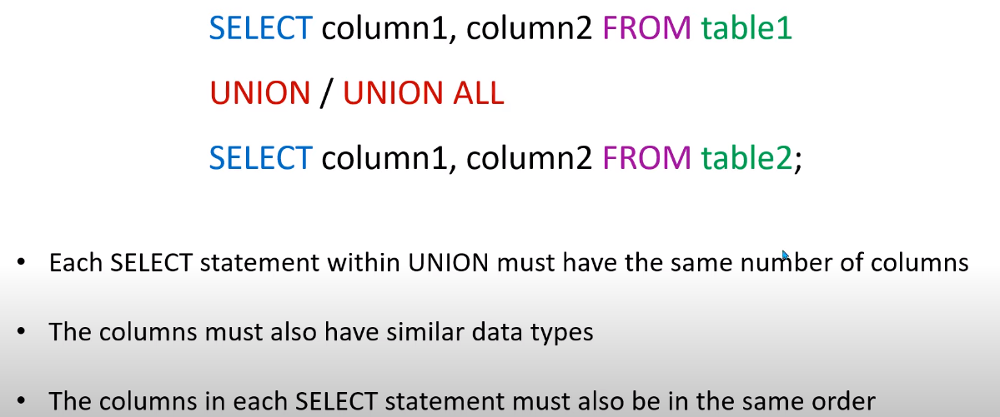 SELECT column1, column2 FROM table1
UNION / UNION ALL
SELECT column1, column2 FROM table2;
• Each SELECT statement within UNION must have the same number of columns
• The columns must also have similar data types
• The columns in each SELECT statement must also be in the same order